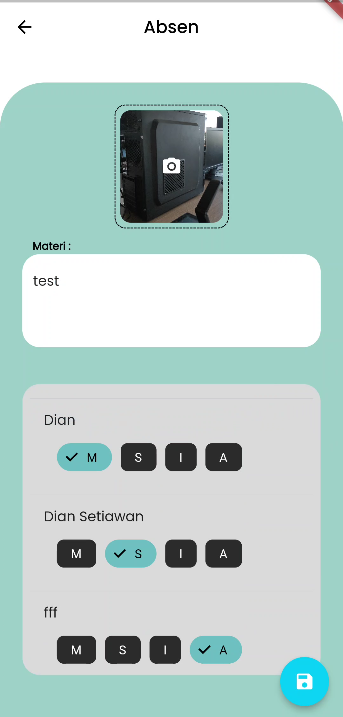 Absen
Materi :
test
Dian
M S I A
Dian Setiawan
M S I A
fff
M S I A